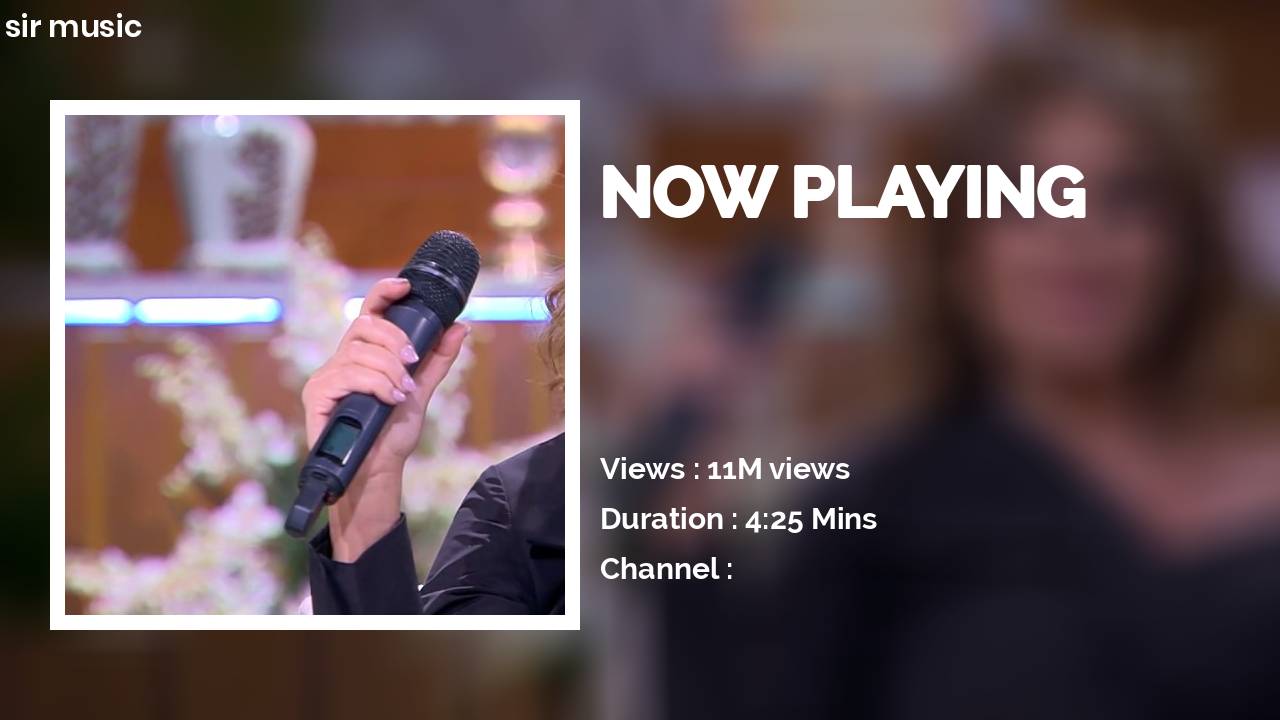 sir music
NOW PLAYING
Views : 11M views
Duration : 4:25 Mins
Channel :